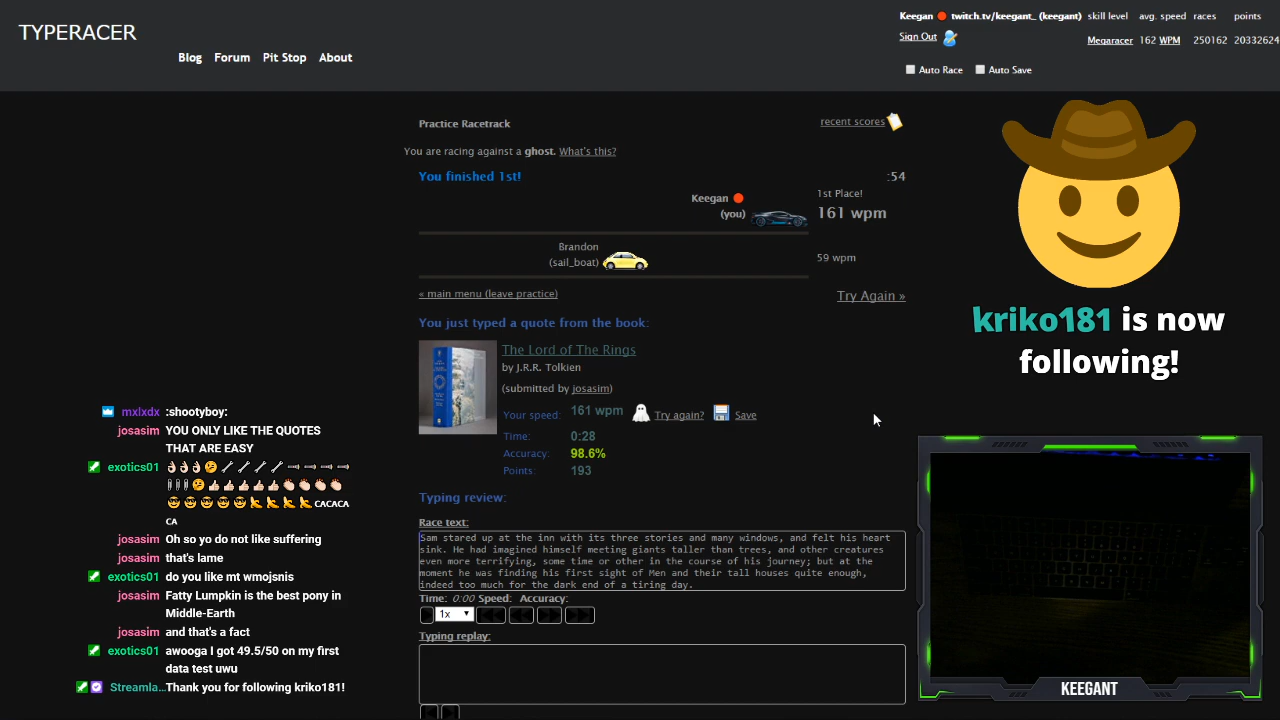 TYPERACER
Blog Forum Pit Stop About
Keegan twitch.tv/keegant_ (keegant) skill level avg. speed races points
Sign Out Megaracer 162 WPM 250162 20332624
Auto Race Auto Save
Practice Racetrack
recent scores
You are racing against a ghost. What's this?
You finished 1st!
:54
Keegan
(you)
1st Place!
161 wpm
Brandon
(sail_boat)
59 wpm
« main menu (leave practice)
Try Again »
You just typed a quote from the book:
The Lord of The Rings
by J.R.R. Tolkien
(submitted by josasim)
Your speed: 161 wpm Try again? Save
Time: 0:28
Accuracy: 98.6%
Points: 193
Typing review:
Race text:
Sam stared up at the inn with its three stories and many windows, and felt his heart
sink. He had imagined himself meeting giants taller than trees, and other creatures
even more terrifying, some time or other in the course of his journey; but at the
moment he was finding his first sight of Men and their tall houses quite enough,
indeed too much for the dark end of a tiring day.
Time: 0:00 Speed: Accuracy:
1x
Typing replay:
mxlxdx :shootyboy:
josasim YOU ONLY LIKE THE QUOTES
THAT ARE EASY
exotics01
CACACA
CA
josasim Oh so yo do not like suffering
josasim that's lame
exotics01 do you like mt wmojsnis
josasim Fatty Lumpkin is the best pony in
Middle-Earth
josasim and that's a fact
exotics01 awooga I got 49.5/50 on my first
data test uwu
Streamla... Thank you for following kriko181!
kriko181 is now
following!
KEEGANT